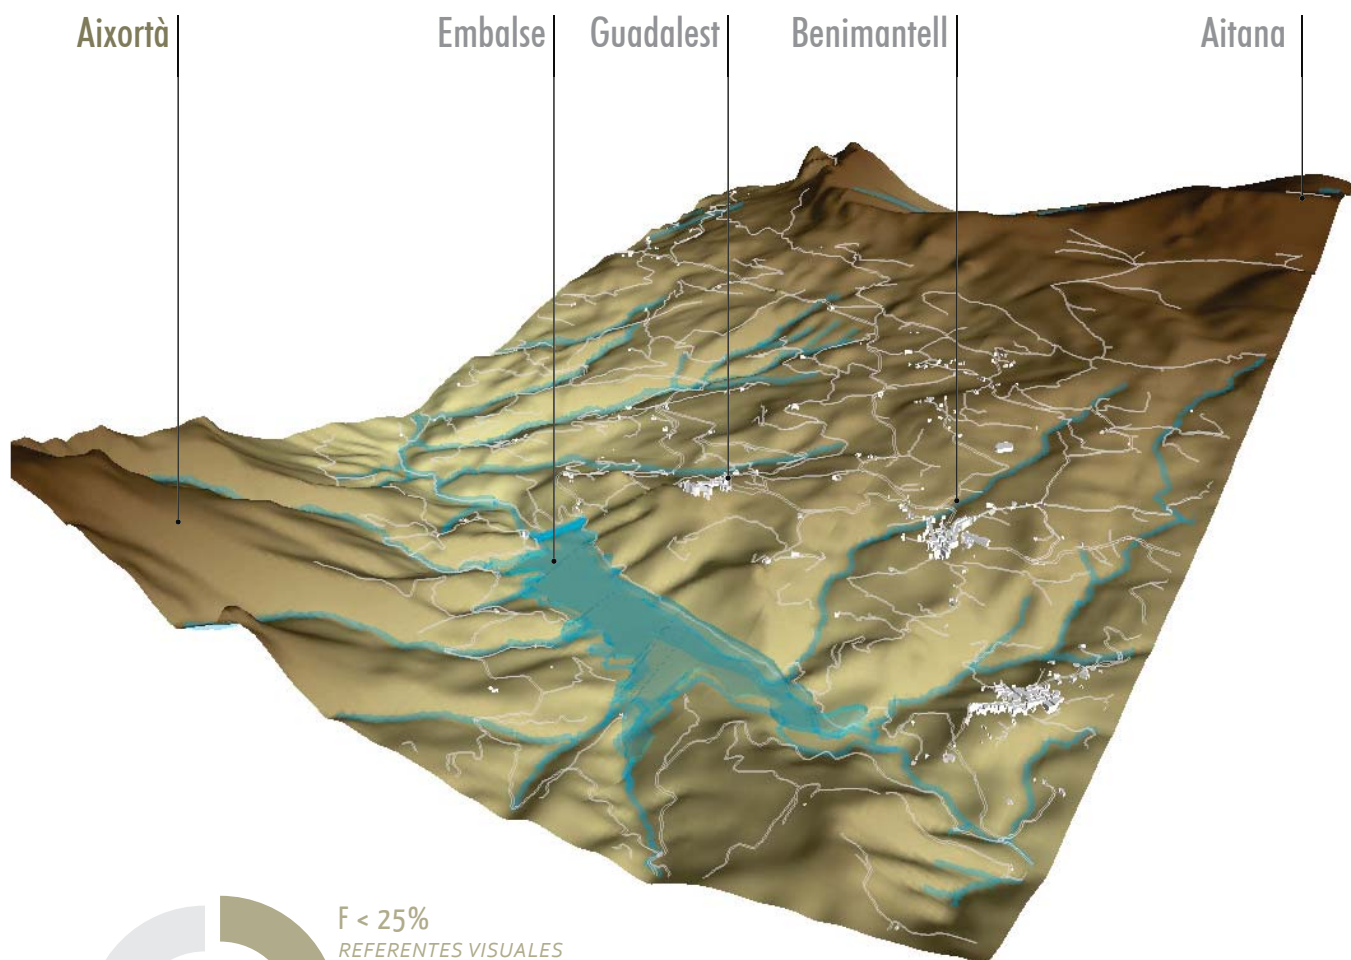 Aixortà
Embalse
Guadalest
Benimantell
Aitana
F < 25%
REFERENTES VISUALES